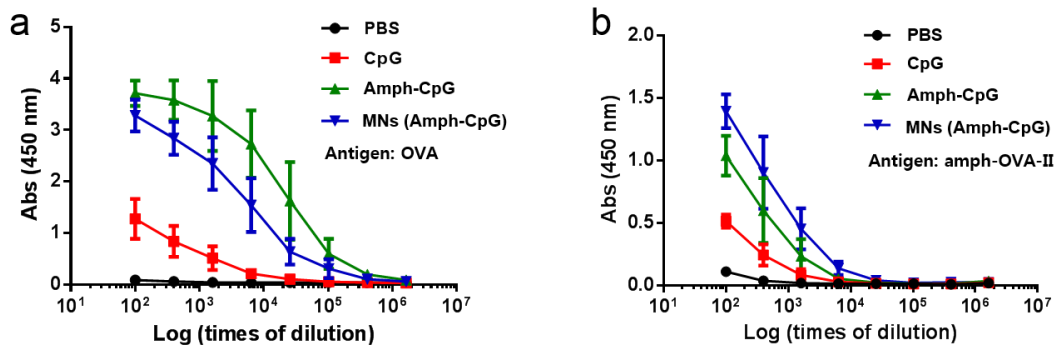 a
5
4
3
2
1
0
Abs (450 nm)
PBS
CpG
Amph-CpG
MNs (Amph-CpG)
Antigen: OVA
10¹ 10² 10³ 10⁴ 10⁵ 10⁶ 10⁷
Log (times of dilution)
b
2.0
1.5
1.0
0.5
0.0
Abs (450 nm)
PBS
CpG
Amph-CpG
MNs (Amph-CpG)
Antigen: amph-OVA-II
10¹ 10² 10³ 10⁴ 10⁵ 10⁶ 10⁷
Log (times of dilution)